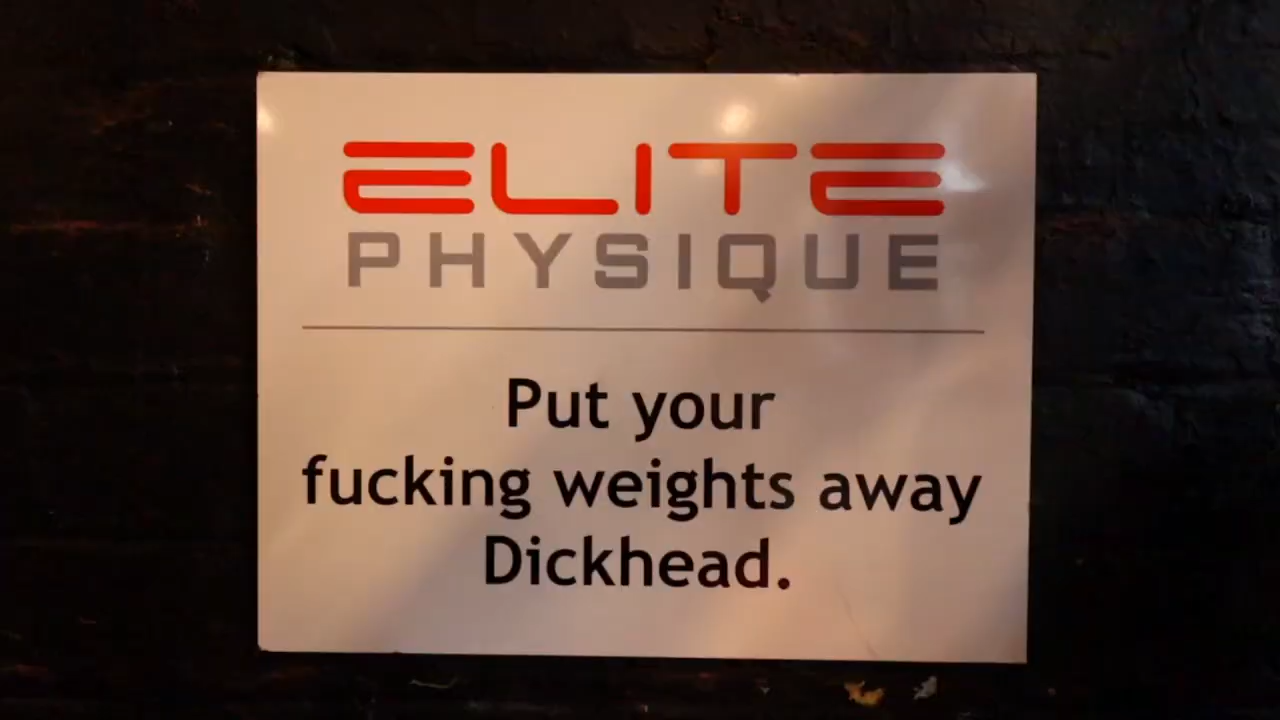 ELITE
PHYSIQUE
Put your
fucking weights away
Dickhead.